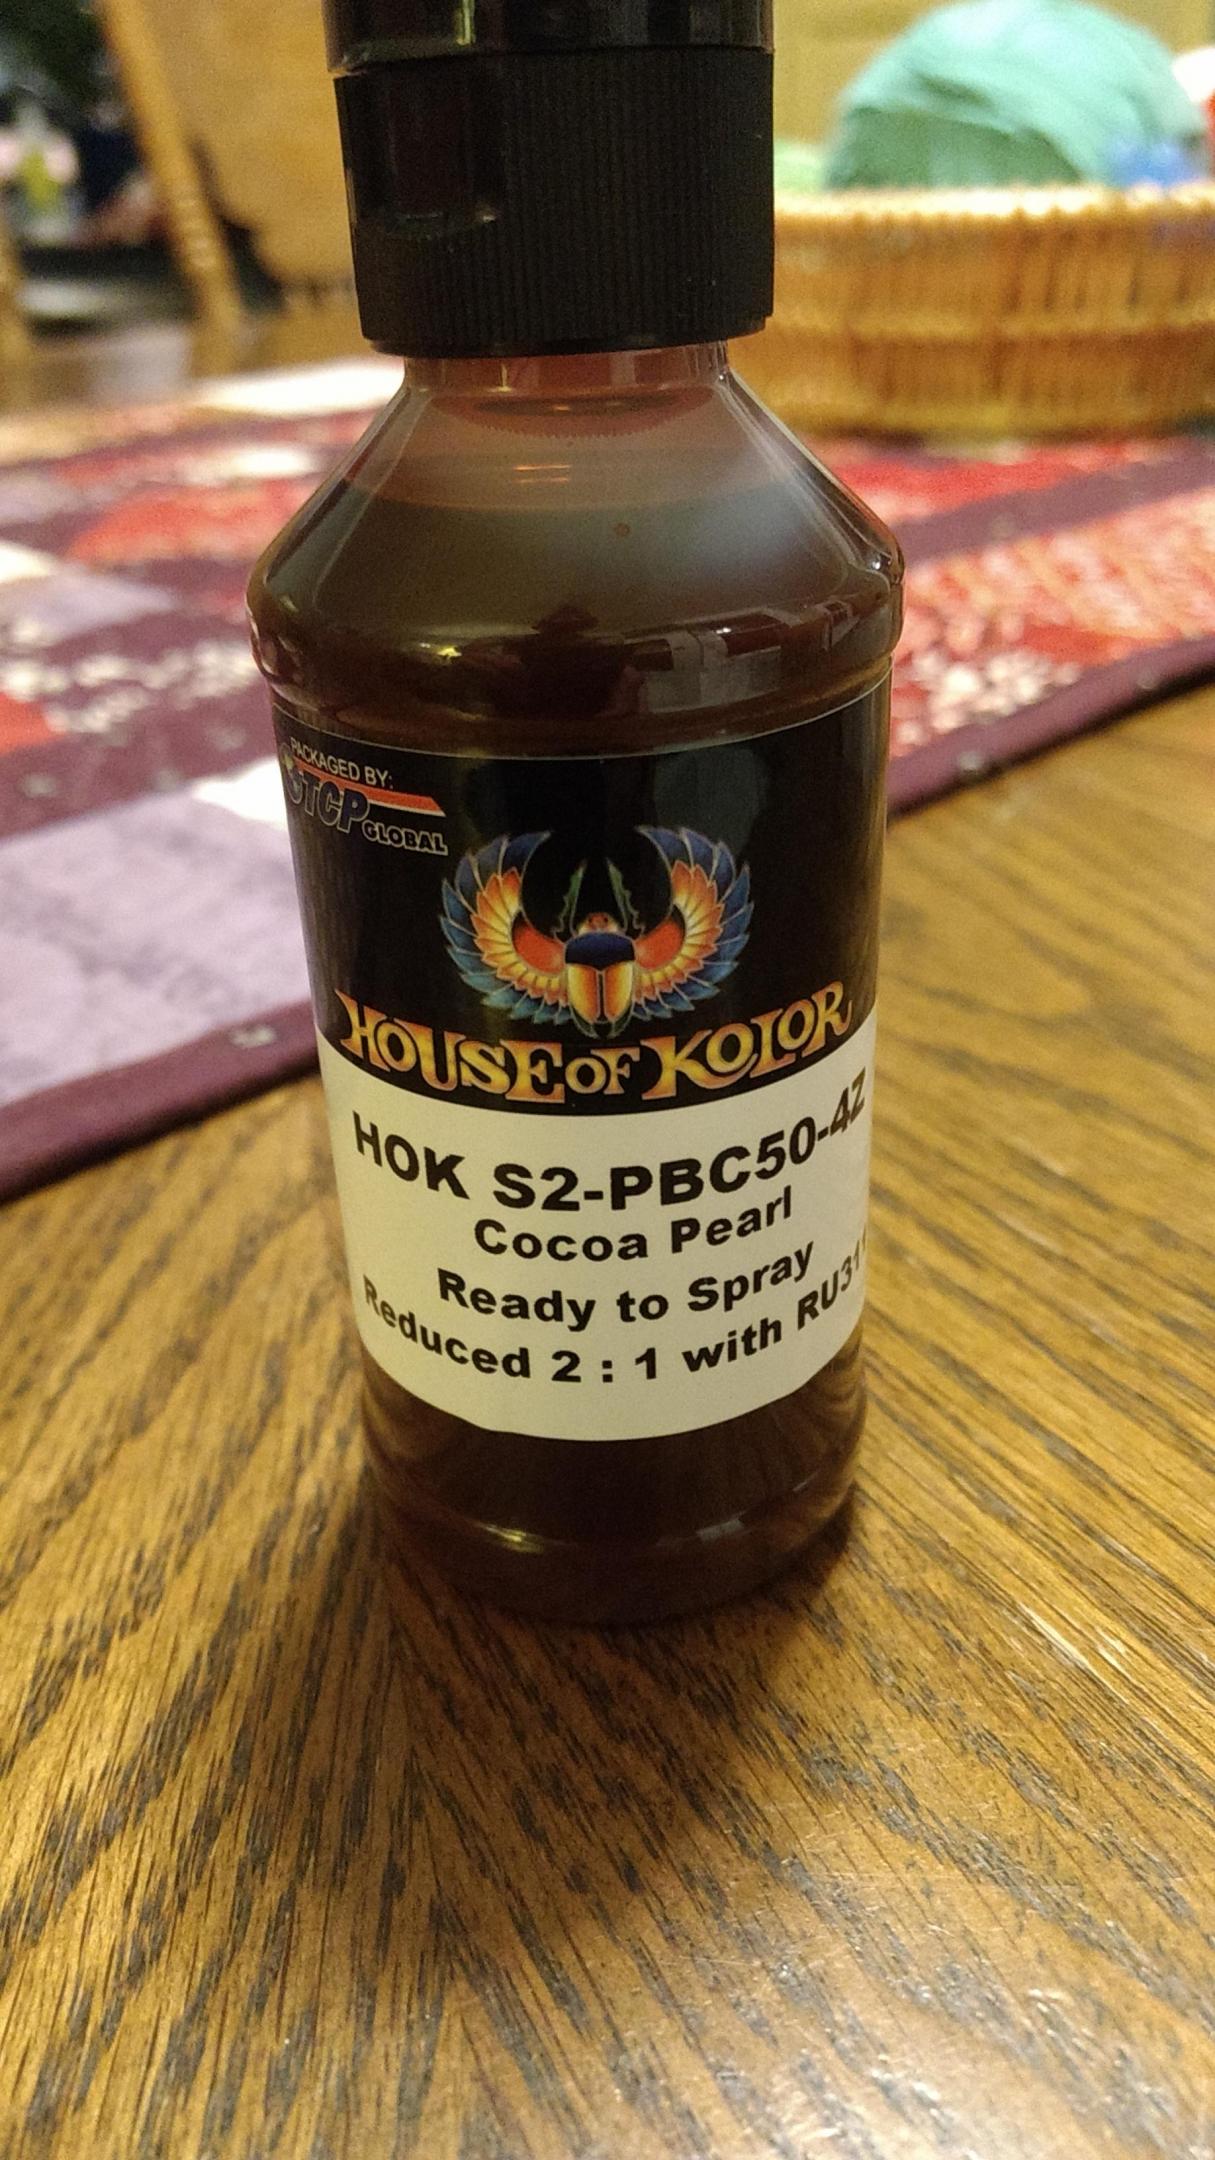 PACKAGED BY:
TCP GLOBAL
HOUSE OF KOLOR
HOK S2-PBC50-4Z
Cocoa Pearl
Ready to Spray
Reduced 2 : 1 with